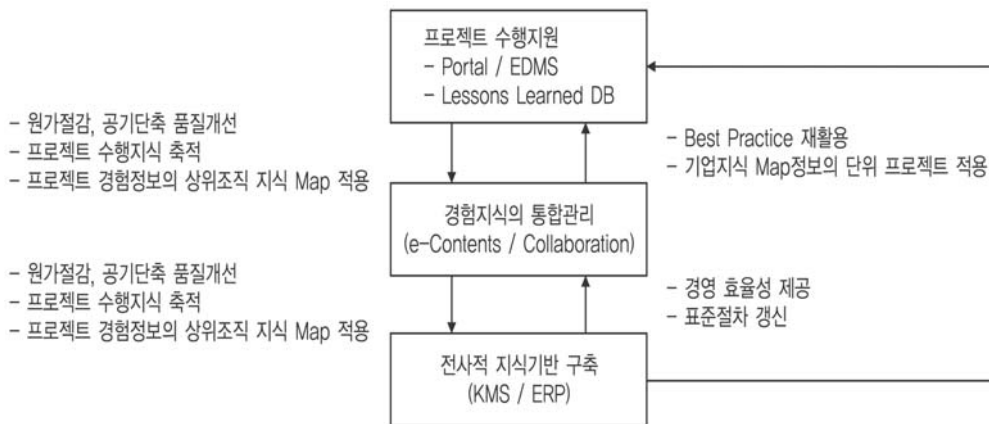 프로젝트 수행지원
– Portal / EDMS
– Lessons Learned DB
– 원가절감, 공기단축 품질개선
– 프로젝트 수행지식 축적
– 프로젝트 경험정보의 상위조직 지식 Map 적용
– Best Practice 재활용
– 기업지식 Map정보의 단위 프로젝트 적용
경험지식의 통합관리
(e-Contents / Collaboration)
– 원가절감, 공기단축 품질개선
– 프로젝트 수행지식 축적
– 프로젝트 경험정보의 상위조직 지식 Map 적용
– 경영 효율성 제공
– 표준절차 갱신
전사적 지식기반 구축
(KMS / ERP)